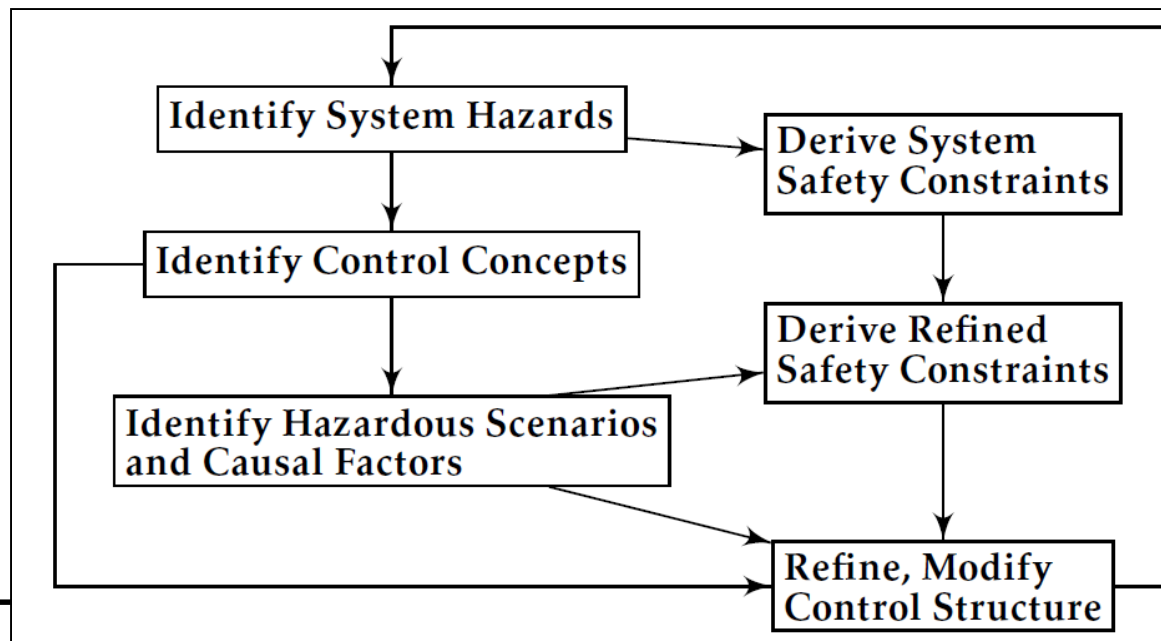 Identify System Hazards
Derive System
Safety Constraints
Identify Control Concepts
Derive Refined
Safety Constraints
Identify Hazardous Scenarios
and Causal Factors
Refine, Modify
Control Structure